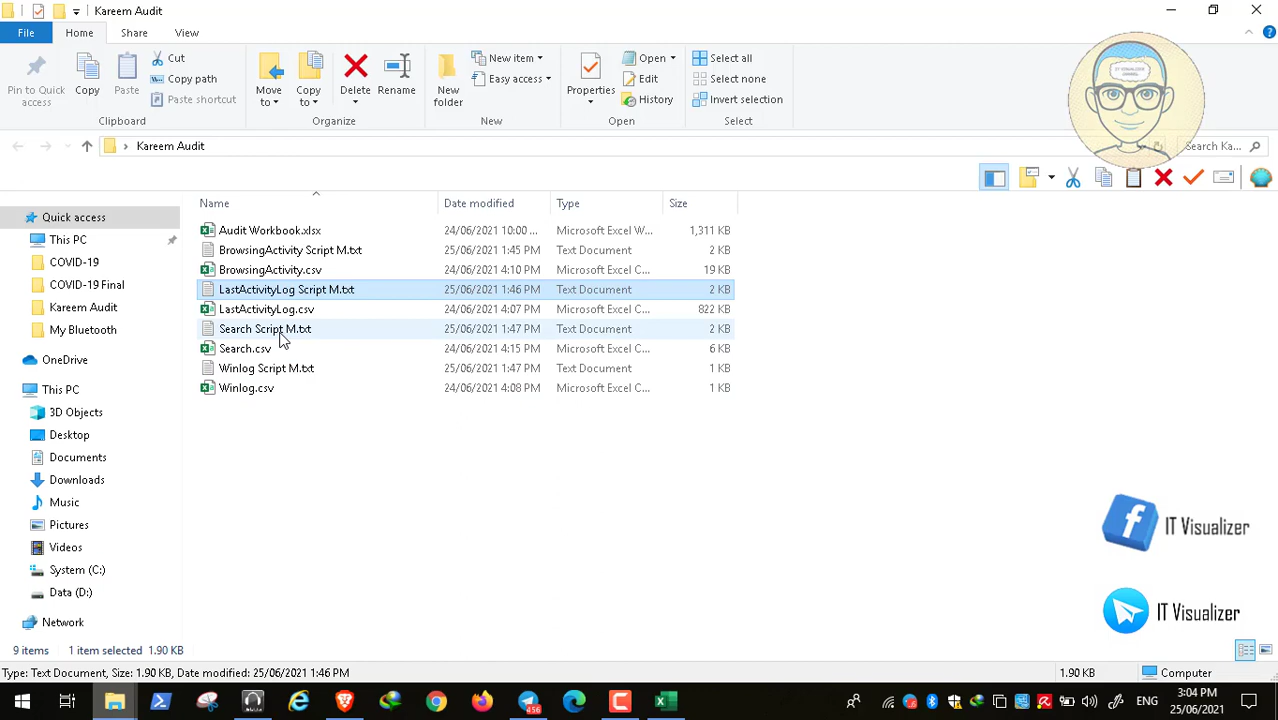 Kareem Audit
File
Home
Share
View
Pin to Quick access
Copy
Paste
Cut
Copy path
Paste shortcut
Clipboard
Move to
Copy to
Delete
Rename
Organize
New folder
New item
Easy access
New
Properties
Open
Edit
History
Open
Select all
Select none
Invert selection
Select
IT VISUALIZER
CHANNEL
Kareem Audit
Search Ka...
Name
Date modified
Type
Size
Audit Workbook.xlsx 24/06/2021 10:00 ... Microsoft Excel W... 1,311 KB
BrowsingActivity Script M.txt 25/06/2021 1:45 PM Text Document 2 KB
BrowsingActivity.csv 24/06/2021 4:10 PM Microsoft Excel C... 19 KB
LastActivityLog Script M.txt 25/06/2021 1:46 PM Text Document 2 KB
LastActivityLog.csv 24/06/2021 4:07 PM Microsoft Excel C... 822 KB
Search Script M.txt 25/06/2021 1:47 PM Text Document 2 KB
Search.csv 24/06/2021 4:15 PM Microsoft Excel C... 6 KB
Winlog Script M.txt 25/06/2021 1:47 PM Text Document 1 KB
Winlog.csv 24/06/2021 4:08 PM Microsoft Excel C... 1 KB
Quick access
This PC
COVID-19
COVID-19 Final
Kareem Audit
My Bluetooth
OneDrive
This PC
3D Objects
Desktop
Documents
Downloads
Music
Pictures
Videos
System (C:)
Data (D:)
Network
IT Visualizer
IT Visualizer
9 items 1 item selected 1.90 KB
Type: Text Document, Size: 1.90 KB, Date modified: 25/06/2021 1:46 PM
1.90 KB
Computer
456
ENG
3:04 PM
25/06/2021